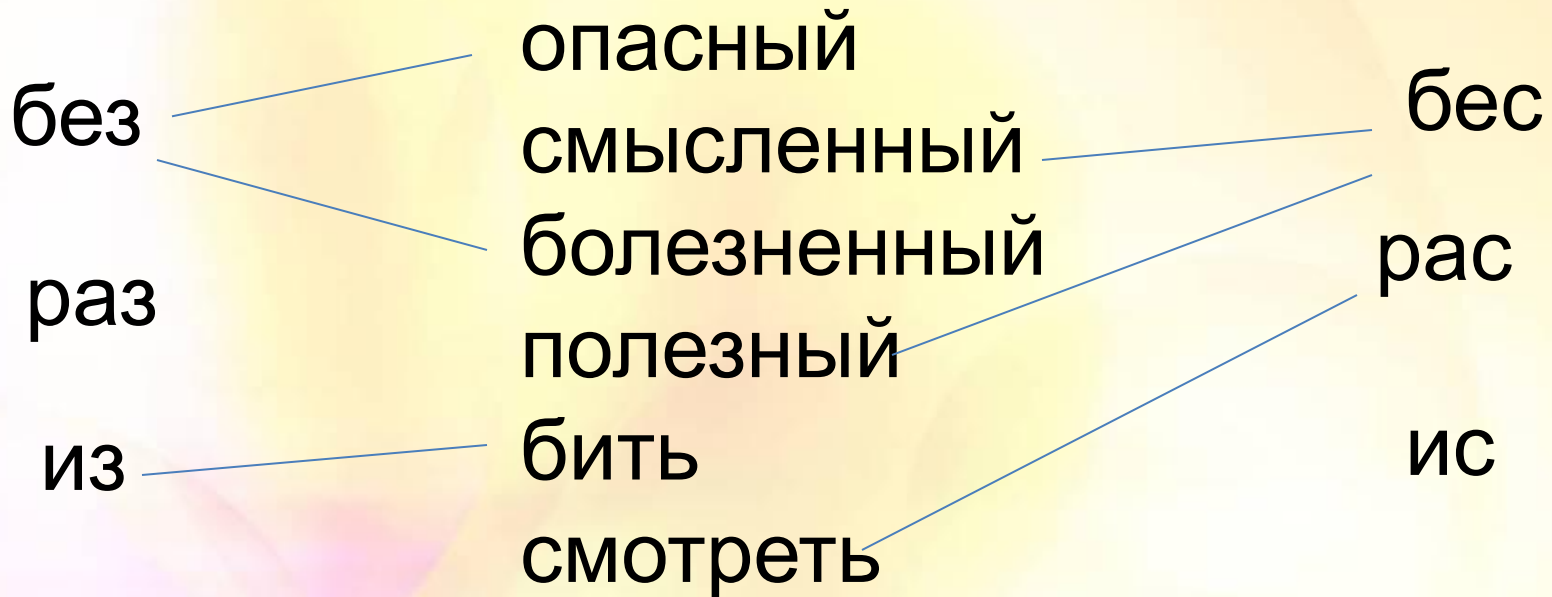 без
раз
из
опасный
смысленный
болезненный
полезный
бить
смотреть
бес
рас
ис